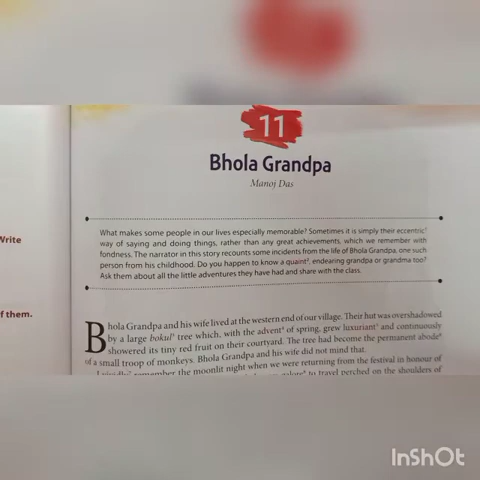 11
Bhola Grandpa
Manoj Das
What makes some people in our lives especially memorable? Sometimes it is simply their eccentric¹
way of saying and doing things, rather than any great achievements, which we remember with
fondness. The narrator in this story recounts some incidents from the life of Bhola Grandpa, one such
person from his childhood. Do you happen to know a quaint², endearing grandpa or grandma too?
Ask them about all the little adventures they have had and share with the class.
Write
f them.
Bhola Grandpa and his wife lived at the western end of our village. Their hut was overshadowed
by a large bokul³ tree which, with the advent⁴ of spring, grew luxuriant⁵ and continuously
showered its tiny red fruit on their courtyard. The tree had become the permanent abode⁶
of a small troop of monkeys. Bhola Grandpa and his wife did not mind that.
remember the moonlit night when we were returning from the festival in honour of
to travel perched on the shoulders of
InShOt